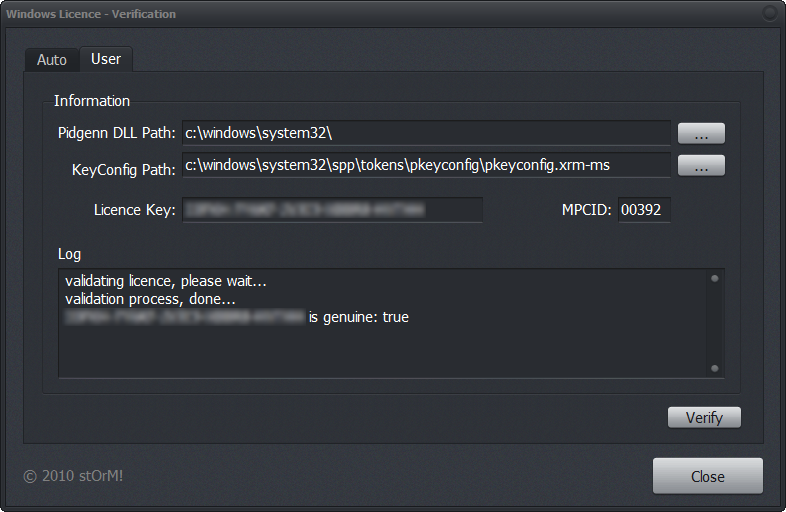 Windows Licence - Verification
Auto
User
Information
Pidgenn DLL Path: c:\windows\system32\ ...
KeyConfig Path: c:\windows\system32\spp\tokens\pkeyconfig\pkeyconfig.xrm-ms ...
Licence Key: MPCID: 00392
Log
validating licence, please wait...
validation process, done...
is genuine: true
Verify
© 2010 stOrM!
Close